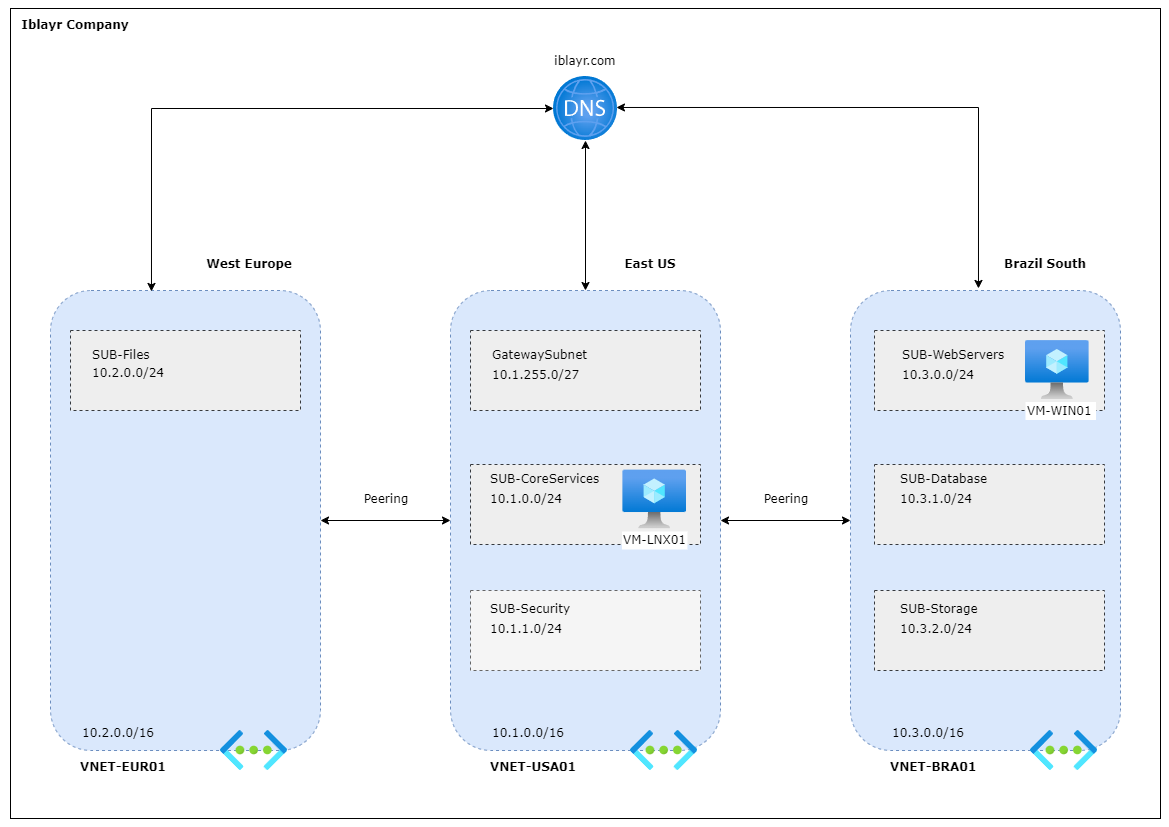 Iblayr Company
iblayr.com
DNS
West Europe
East US
Brazil South
SUB-Files
10.2.0.0/24
GatewaySubnet
10.1.255.0/27
SUB-WebServers
10.3.0.0/24
VM-WIN01
SUB-CoreServices
10.1.0.0/24
VM-LNX01
SUB-Database
10.3.1.0/24
Peering
Peering
SUB-Security
10.1.1.0/24
SUB-Storage
10.3.2.0/24
10.2.0.0/16
VNET-EUR01
10.1.0.0/16
VNET-USA01
10.3.0.0/16
VNET-BRA01